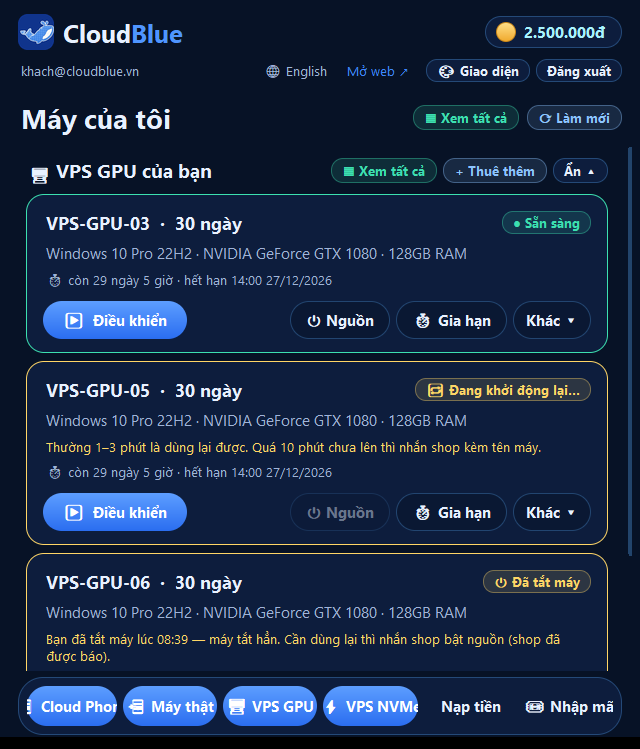 CloudBlue
2.500.000đ
khach@cloudblue.vn
English
Mở web ↗
Giao diện
Đăng xuất
Máy của tôi
Xem tất cả
Làm mới
VPS GPU của bạn
Xem tất cả
+ Thuê thêm
Ẩn ▲
VPS-GPU-03 · 30 ngày
● Sẵn sàng
Windows 10 Pro 22H2 · NVIDIA GeForce GTX 1080 · 128GB RAM
còn 29 ngày 5 giờ · hết hạn 14:00 27/12/2026
Điều khiển
Nguồn
Gia hạn
Khác ▼
VPS-GPU-05 · 30 ngày
Đang khởi động lại...
Windows 10 Pro 22H2 · NVIDIA GeForce GTX 1080 · 128GB RAM
Thường 1–3 phút là dùng lại được. Quá 10 phút chưa lên thì nhắn shop kèm tên máy.
còn 29 ngày 5 giờ · hết hạn 14:00 27/12/2026
Điều khiển
Nguồn
Gia hạn
Khác ▼
VPS-GPU-06 · 30 ngày
Đã tắt máy
Windows 10 Pro 22H2 · NVIDIA GeForce GTX 1080 · 128GB RAM
Bạn đã tắt máy lúc 08:39 — máy tắt hẳn. Cần dùng lại thì nhắn shop bật nguồn (shop đã
được báo).
Cloud Phon
Máy thật
VPS GPU
VPS NVMe
Nạp tiền
Nhập mã